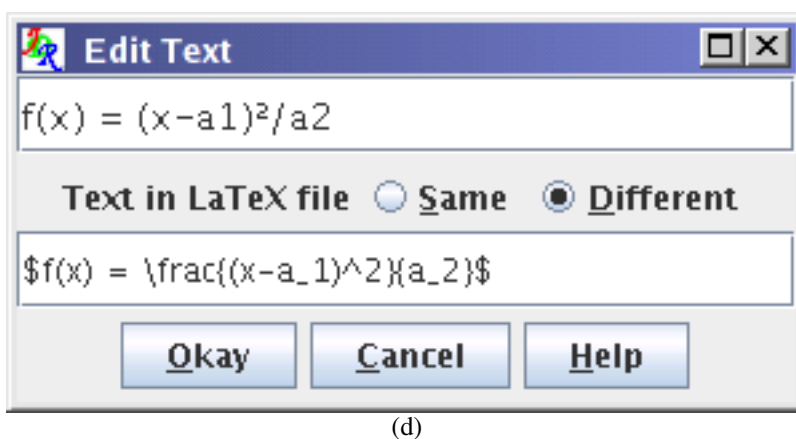 Edit Text
f(x) = (x-a1)²/a2
Text in LaTeX file Same Different
$f(x) = \frac{(x-a_1)^2}{a_2}$
Okay Cancel Help
(d)